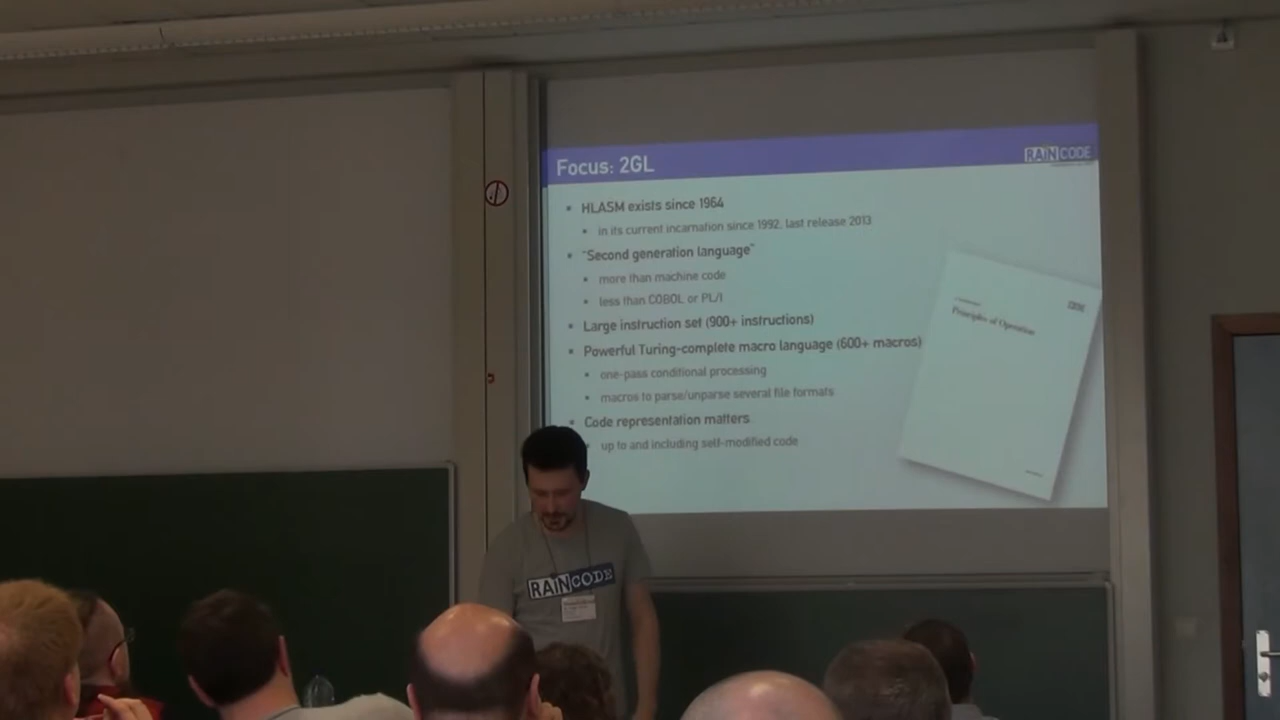 Focus: 2GL
RAINCODE
HLASM exists since 1964
in its current incarnation since 1992, last release 2013
"Second generation language"
more than machine code
less than COBOL or PL/I
Large instruction set (900+ instructions)
Powerful Turing-complete macro language (600+ macros)
one-pass conditional processing
macros to parse/unparse several file formats
Code representation matters
up to and including self-modified code
IBM
Principles of Operation
RAINCODE